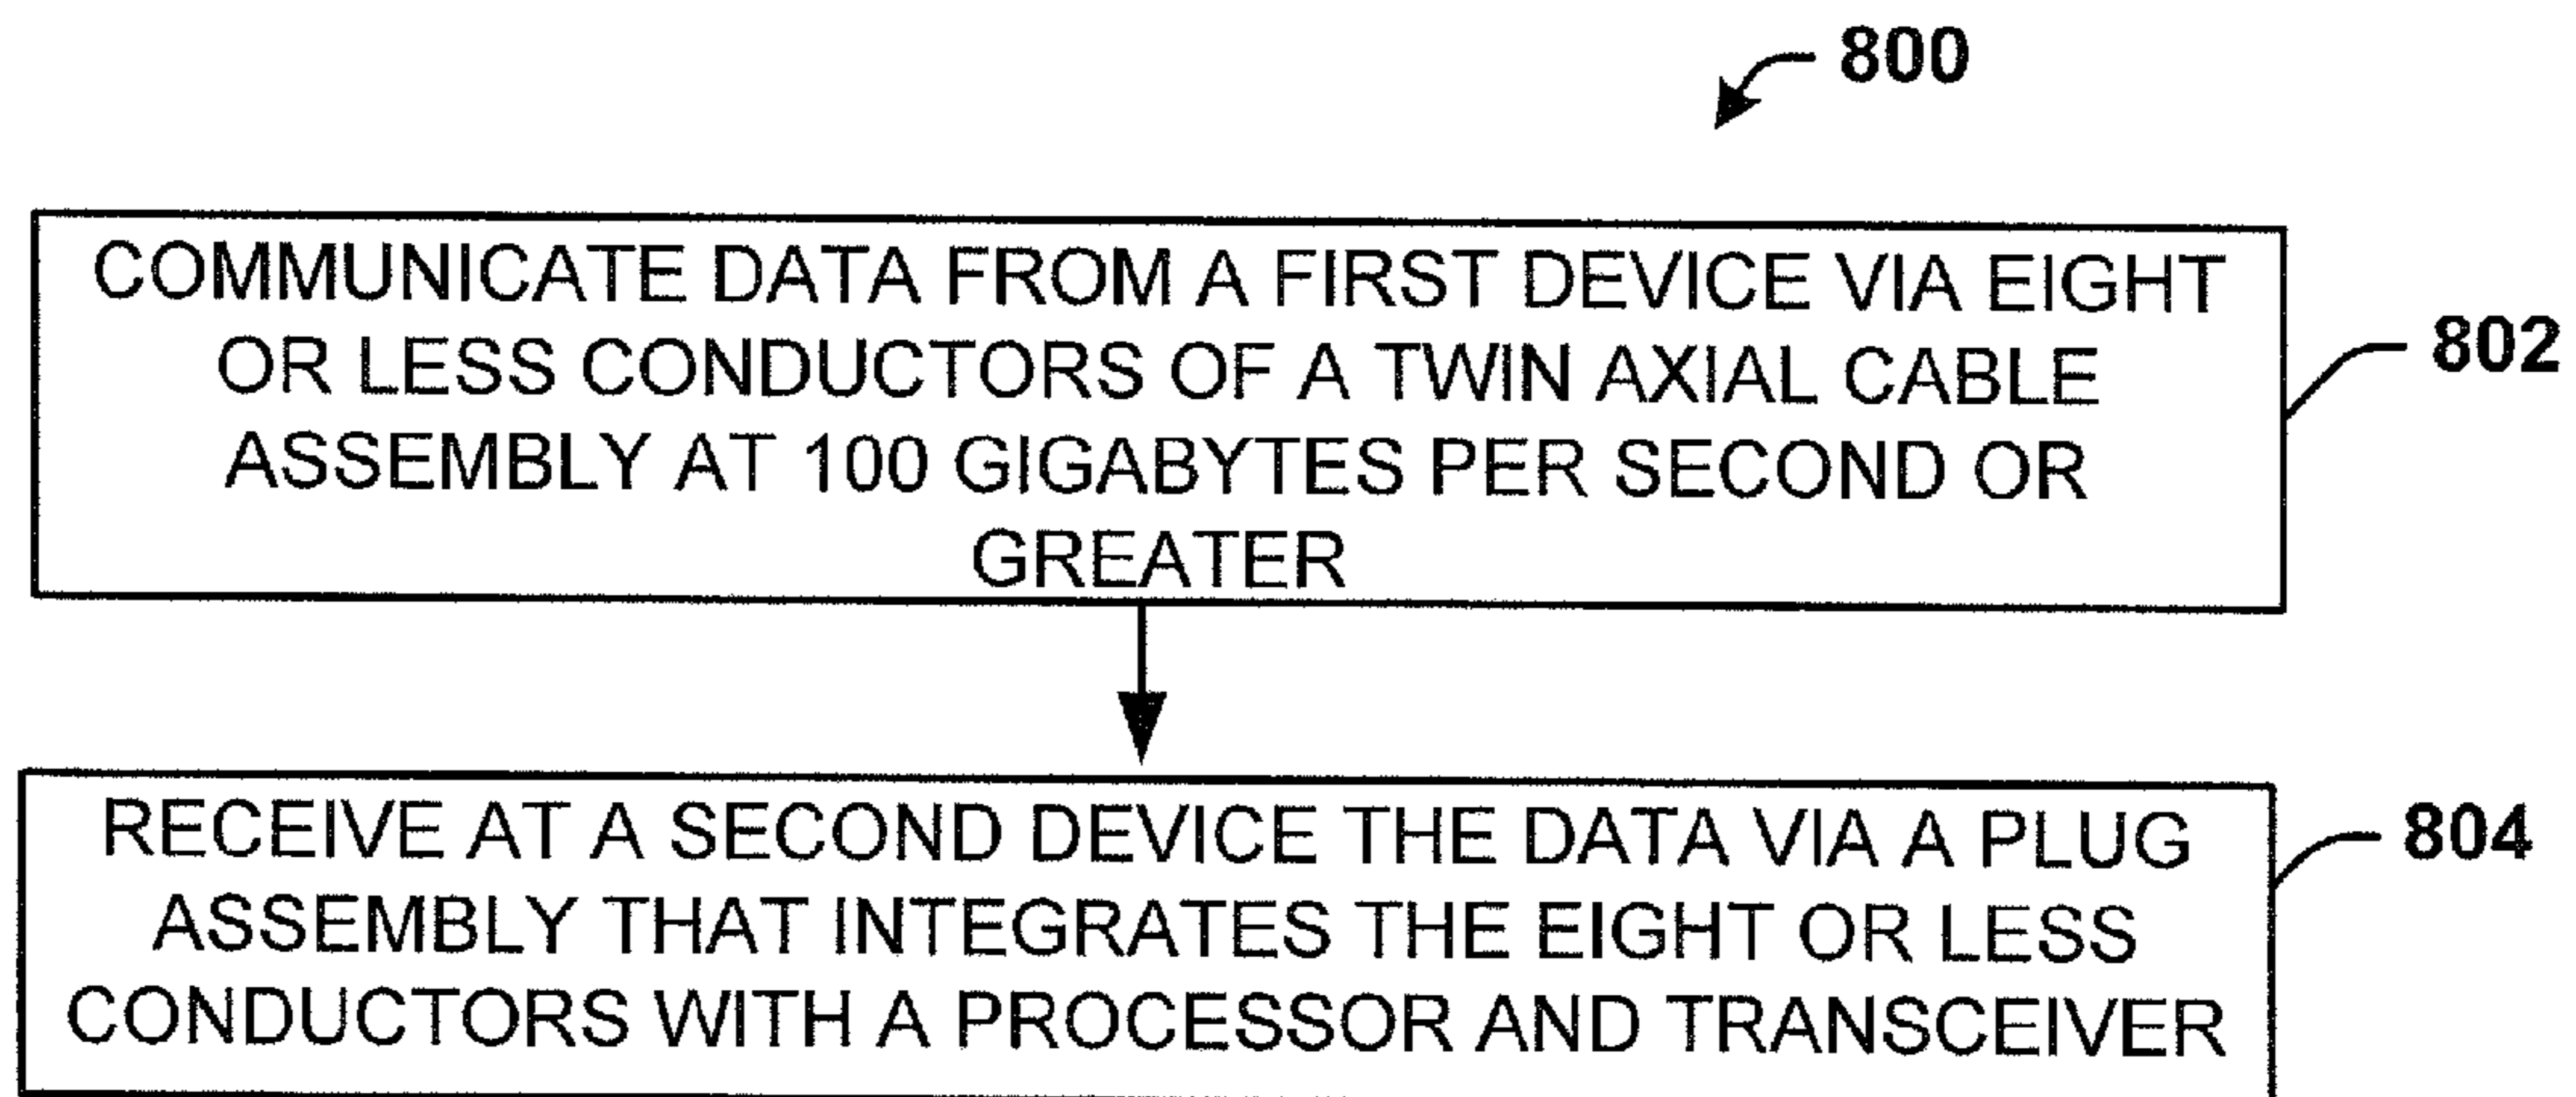 800
COMMUNICATE DATA FROM A FIRST DEVICE VIA EIGHT
OR LESS CONDUCTORS OF A TWIN AXIAL CABLE
ASSEMBLY AT 100 GIGABYTES PER SECOND OR
GREATER
802
RECEIVE AT A SECOND DEVICE THE DATA VIA A PLUG
ASSEMBLY THAT INTEGRATES THE EIGHT OR LESS
CONDUCTORS WITH A PROCESSOR AND TRANSCEIVER
804